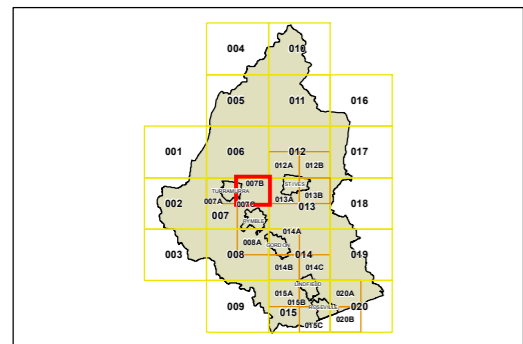 004 010
005 011 016
001 006 012 017
012A 012B
007B ST.IVES
TURRAMURRA
002 007A 007C 013A 013B 018
007 013
PYMBLE
014A
008A GORDON
003 008 014 019
014B 014C
LINDFIELD
015A 020A
009 015B ROSEVILLE 020
015 020B
015C